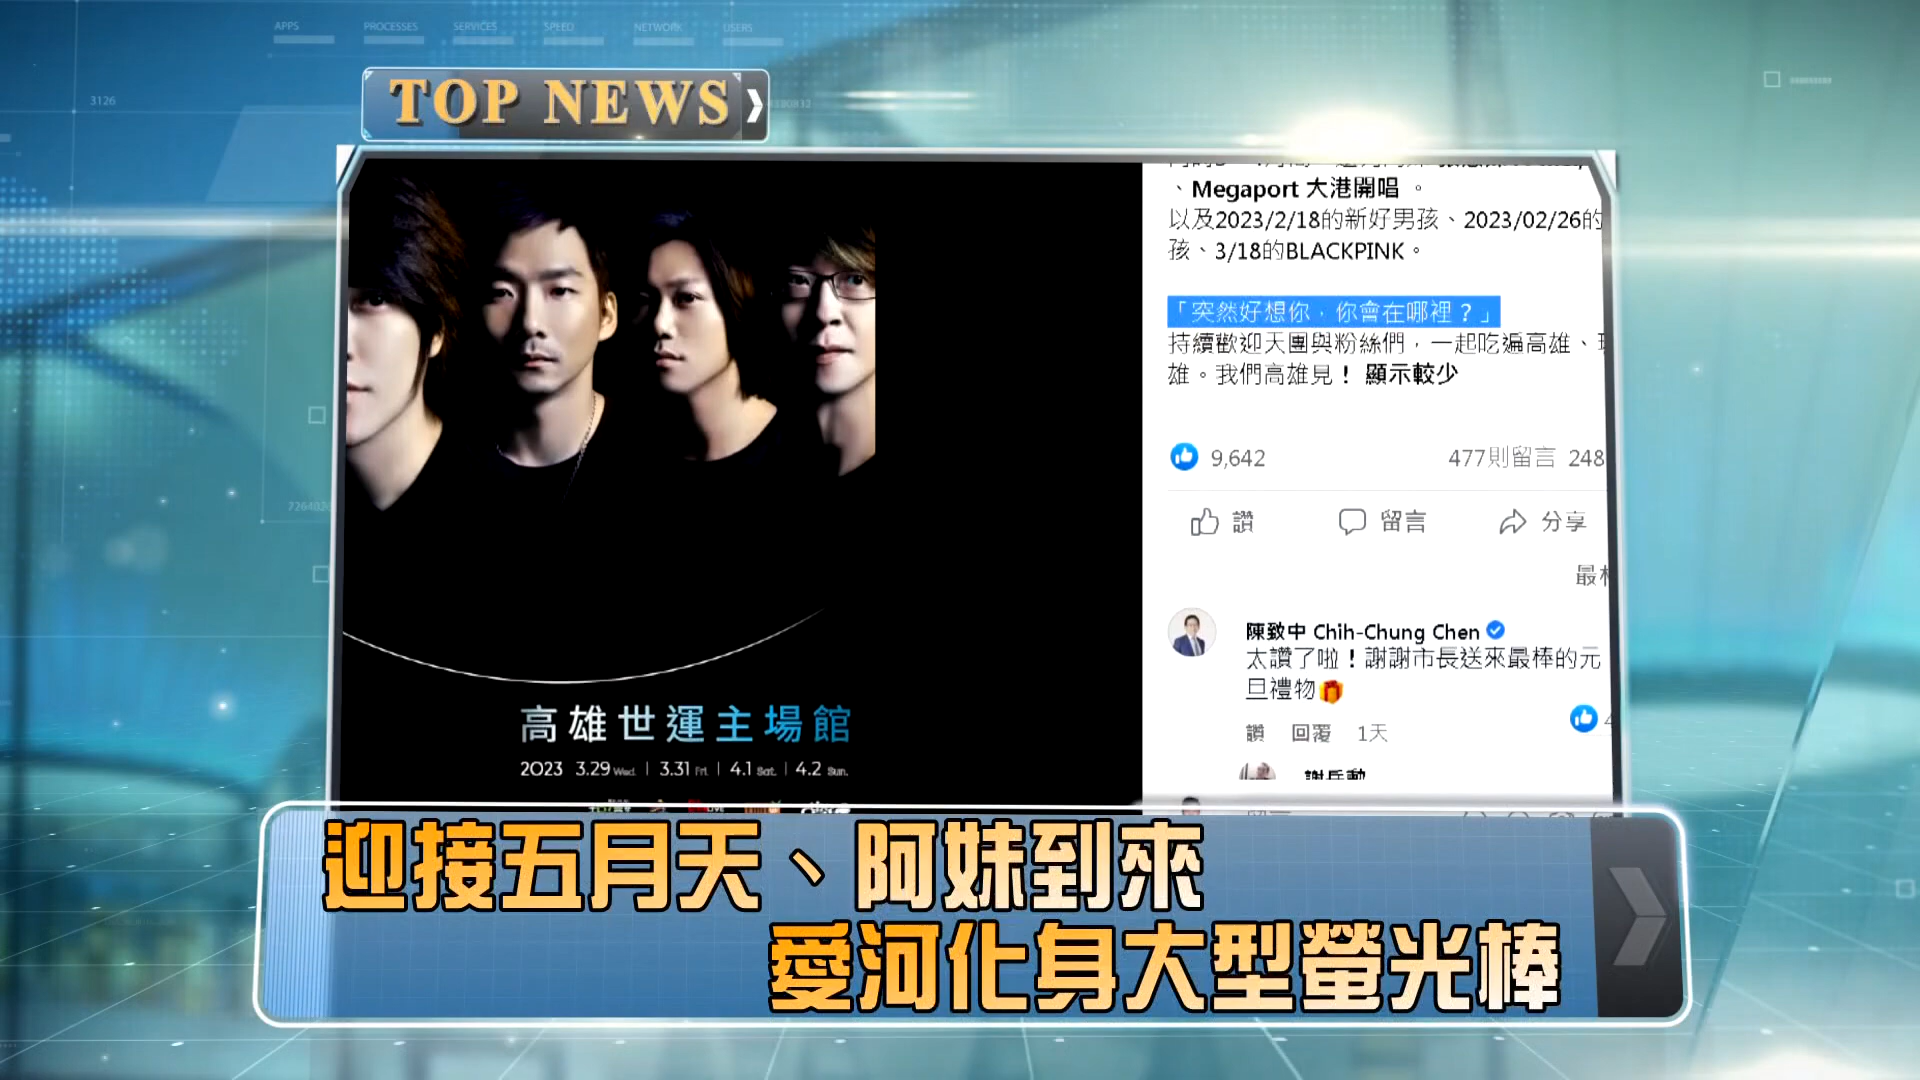 APPS PROCESSES SERVICES SPEED NETWORK USERS
3126
TOP NEWS
、Megaport 大港開唱 。
以及2023/2/18的新好男孩、2023/02/26的
孩、3/18的BLACKPINK。
「突然好想你，你會在哪裡？」
持續歡迎天團與粉絲們，一起吃遍高雄、
雄。我們高雄見！ 顯示較少
9,642
477則留言 248
讚 留言 分享
最
陳致中 Chih-Chung Chen
太讚了啦！謝謝市長送來最棒的元
旦禮物🎁
讚 回覆 1天
高雄世運主場館
2023 3.29 Wed. | 3.31 Fri. | 4.1 Sat. | 4.2 Sun.
迎接五月天、阿妹到來
愛河化身大型螢光棒